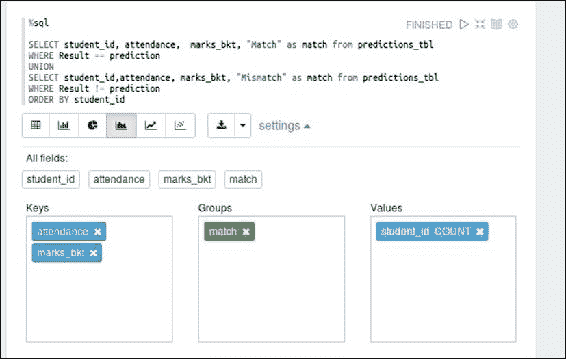 %sql
FINISHED
SELECT student_id, attendance, marks_bkt, "Match" as match from predictions_tbl
WHERE Result == prediction
UNION
SELECT student_id,attendance, marks_bkt, "Mismatch" as match from predictions_tbl
WHERE Result != prediction
ORDER BY student_id
settings
All fields:
student_id attendance marks_bkt match
Keys Groups Values
attendance match student_id COUNT
marks_bkt